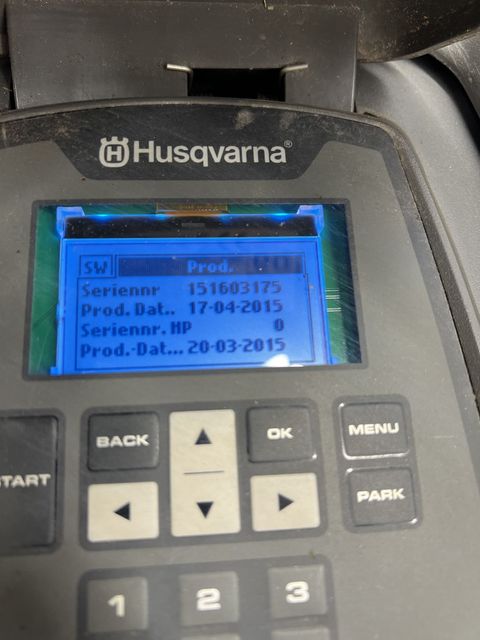 Husqvarna®
SW Prod.
Seriennr 151603175
Prod. Dat.. 17-04-2015
Seriennr. HP 0
Prod.-Dat... 20-03-2015
BACK
OK
MENU
START
PARK
1 2 3